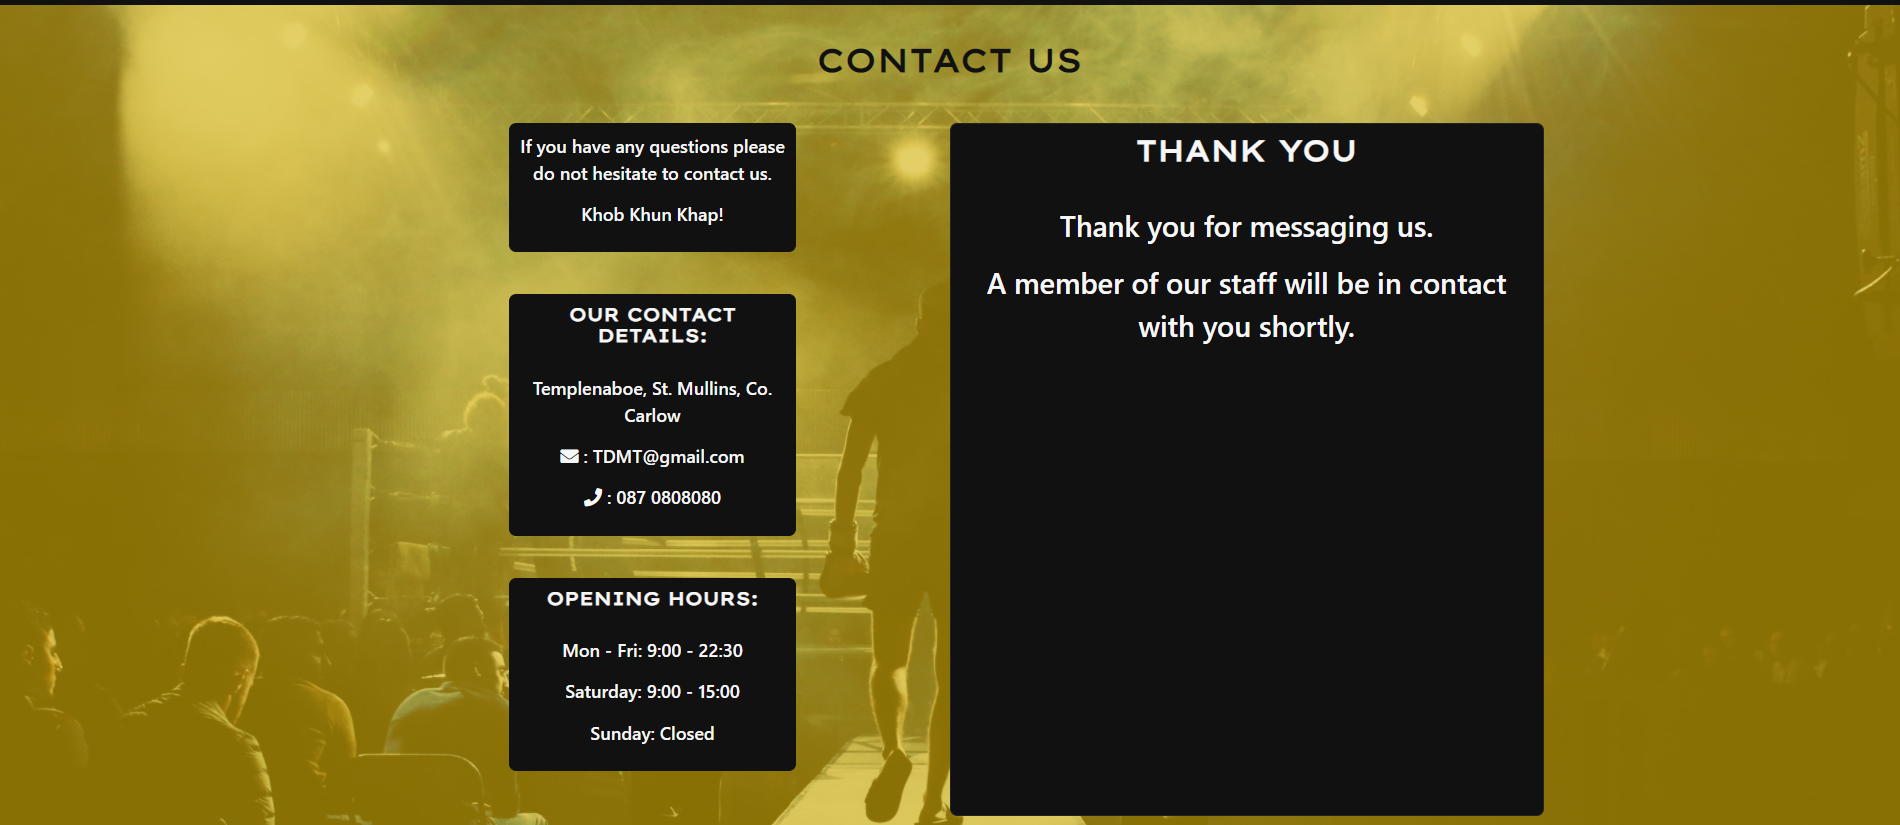 CONTACT US
If you have any questions please
do not hesitate to contact us.
Khob Khun Khap!
OUR CONTACT
DETAILS:
Templenaboe, St. Mullins, Co.
Carlow
: TDMT@gmail.com
: 087 0808080
OPENING HOURS:
Mon - Fri: 9:00 - 22:30
Saturday: 9:00 - 15:00
Sunday: Closed
THANK YOU
Thank you for messaging us.
A member of our staff will be in contact
with you shortly.